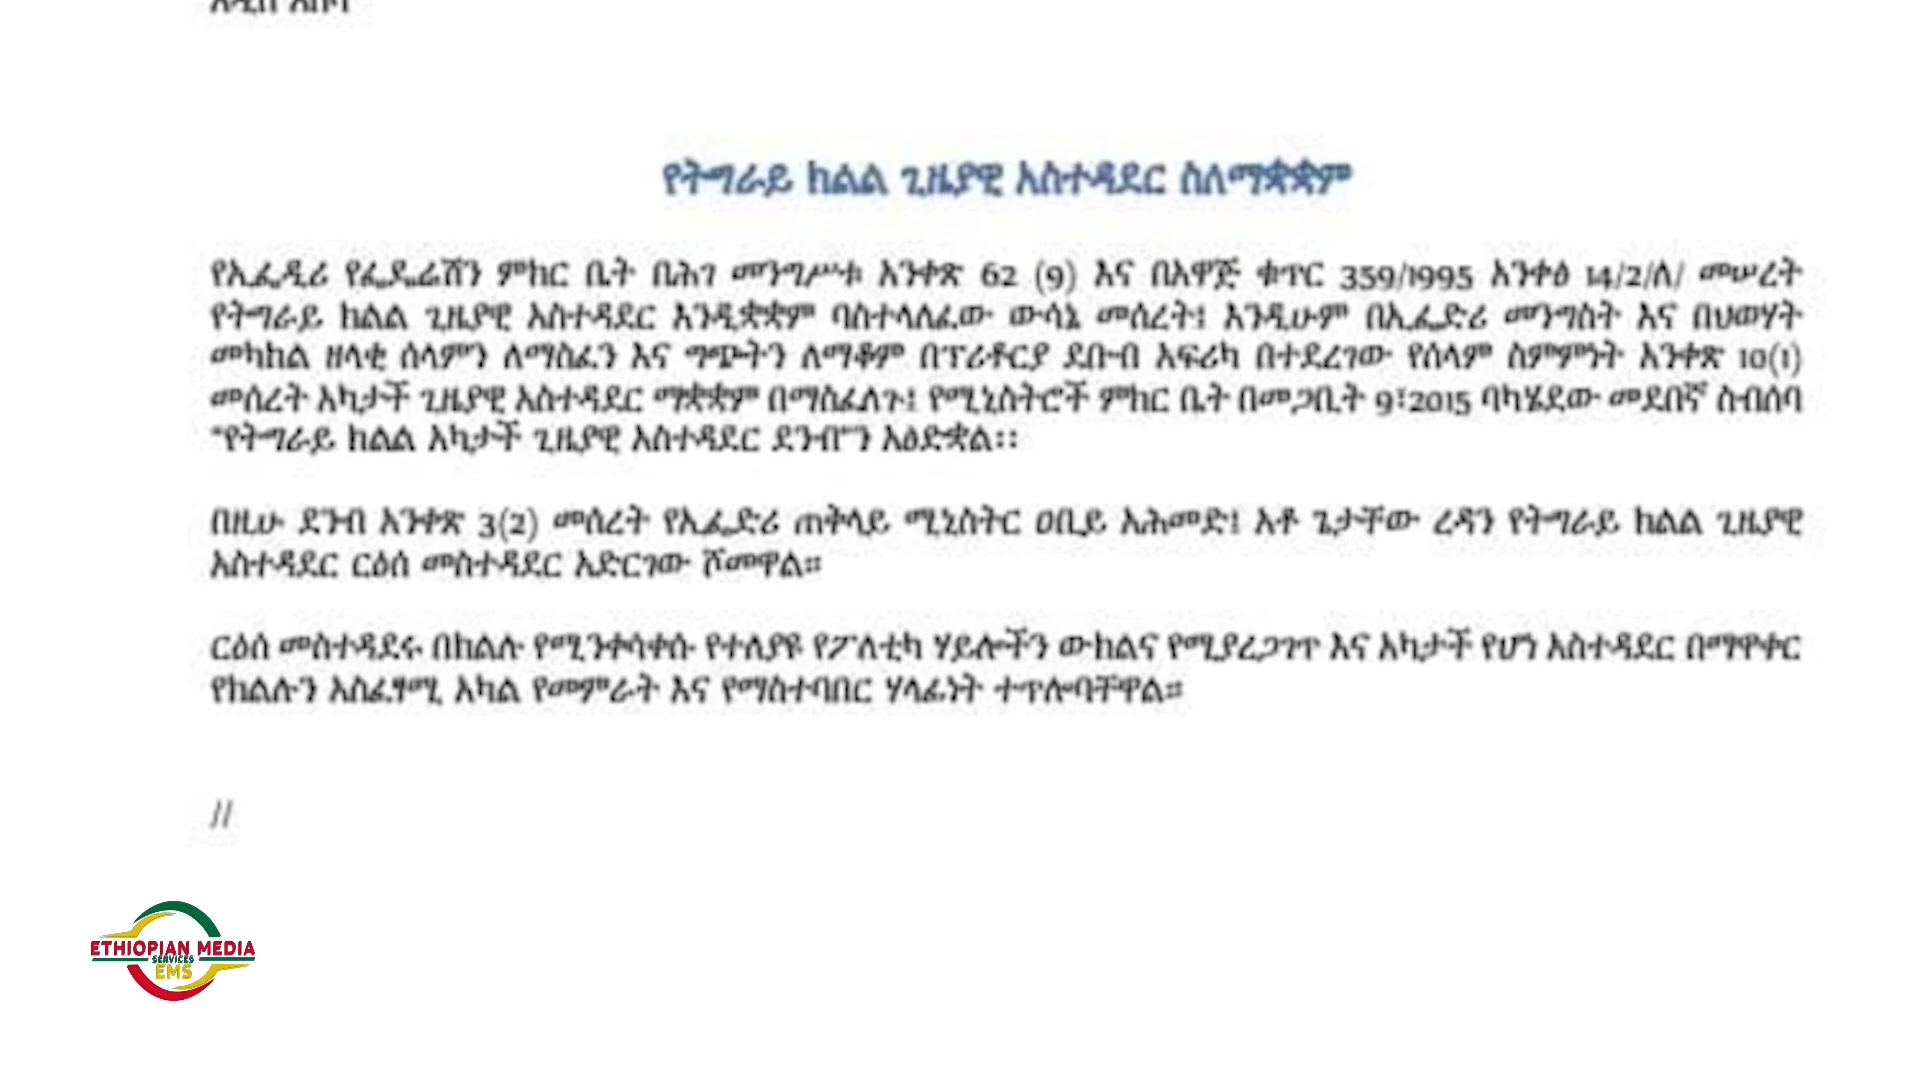 አዲስ አበባ
የትግራይ ክልል ጊዜያዊ አስተዳደር ስለማቋቋም
የኢፌዲሪ የፌዴሬሽን ምክር ቤት በሕገ መንግሥቱ አንቀጽ 62 (9) እና በአዋጅ ቁጥር 359/1995 አንቀፅ 14/2/ለ/ መሠረት
የትግራይ ክልል ጊዜያዊ አስተዳደር እንዲቋቋም ባስተላለፈው ውሳኔ መሰረት፤ እንዲሁም በኢፌድሪ መንግስት እና በህወሃት
መካከል ዘላቂ ሰላምን ለማስፈን እና ግጭትን ለማቆም በፕሪቶርያ ደቡብ አፍሪካ በተደረገው የሰላም ስምምነት አንቀጽ 10(1)
መሰረት አካታች ጊዜያዊ አስተዳደር ማቋቋም በማስፈለጉ፤ የሚኒስትሮች ምክር ቤት በመጋቢት 9፣2015 ባካሄደው መደበኛ ስብሰባ
“የትግራይ ክልል አካታች ጊዜያዊ አስተዳደር ደንብ”ን አፅድቋል፡፡
በዚሁ ደንብ አንቀጽ 3(2) መሰረት የኢፌድሪ ጠቅላይ ሚኒስትር ዐቢይ አሕመድ፤ አቶ ጌታቸው ረዳን የትግራይ ክልል ጊዜያዊ
አስተዳደር ርዕሰ መስተዳደር አድርገው ሾመዋል።
ርዕሰ መስተዳደሩ በክልሉ የሚንቀሳቀሱ የተለያዩ የፖለቲካ ሃይሎችን ውክልና የሚያረጋገጥ እና አካታች የሆነ አስተዳደር በማዋቀር
የክልሉን አስፈፃሚ አካል የመምራት እና የማስተባበር ሃላፊነት ተጥሎባቸዋል።
//
ETHIOPIAN MEDIA
SERVICES
EMS